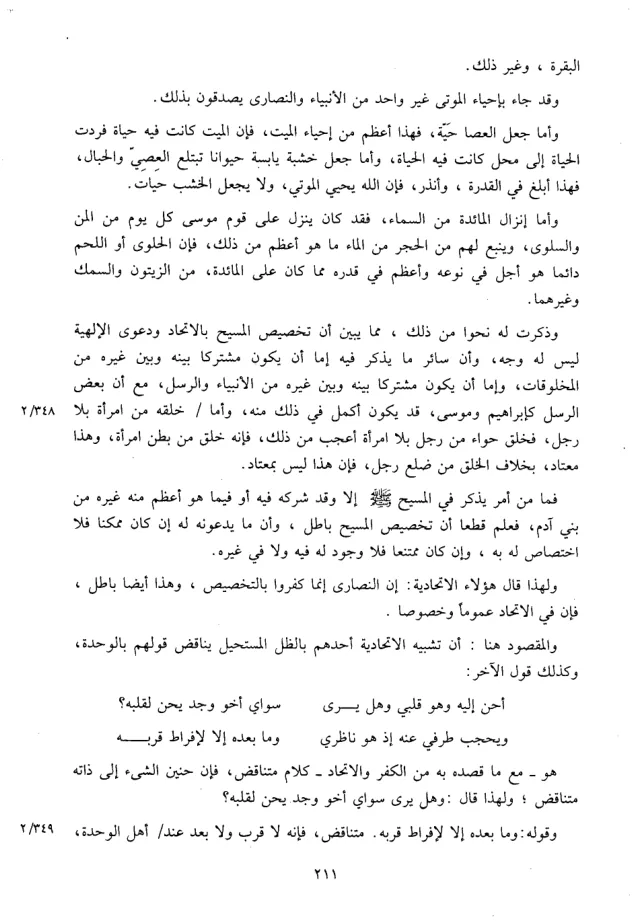 البقرة ، وغير ذلك.
وقد جاء بإحياء الموتى غير واحد من الأنبياء والنصارى يصدقون بذلك.
وأما جعل العصا حَيَّة، فهذا أعظم من إحياء الميت، فإن الميت كانت فيه حياة فردت
الحياة إلى محل كانت فيه الحياة، وأما جعل خشبة يابسة حيوانا تبتلع العِصِيّ والحبال،
فهذا أبلغ في القدرة ، وأنذر، فإن الله يحيي الموتي، ولا يجعل الخشب حيات.
وأما إنزال المائدة من السماء، فقد كان ينزل على قوم موسى كل يوم من المن
والسلوى، وينبع لهم من الحجر من الماء ما هو أعظم من ذلك، فإن الحلوى أو اللحم
دائما هو أجل في نوعه وأعظم في قدره مما كان على المائدة، من الزيتون والسمك
وغيرهما.
وذكرت له نحوا من ذلك ، مما يبين أن تخصيص المسيح بالاتحاد ودعوى الإلهية
ليس له وجه، وأن سائر ما يذكر فيه إما أن يكون مشتركا بينه وبين غيره من
المخلوقات، وإما أن يكون مشتركا بينه وبين غيره من الأنبياء والرسل، مع أن بعض
الرسل كإبراهيم وموسى، قد يكون أكمل في ذلك منه، وأما / خلقه من امرأة بلا ٢/٣٤٨
رجل، فخلق حواء من رجل بلا امرأة أعجب من ذلك، فإنه خلق من بطن امرأة، وهذا
معتاد، بخلاف الخلق من ضلع رجل، فإن هذا ليس بمعتاد.
فما من أمر يذكر في المسيح ﷺ إلا وقد شركه فيه أو فيما هو أعظم منه غيره من
بني آدم، فعلم قطعا أن تخصيص المسيح باطل ، وأن ما يدعونه له إن كان ممكنا فلا
اختصاص له به ، وإن كان ممتنعا فلا وجود له فيه ولا في غيره.
ولهذا قال هؤلاء الاتحادية: إن النصارى إنما كفروا بالتخصيص ، وهذا أيضا باطل ،
فإن في الاتحاد عموماً وخصوصا .
والمقصود هنا : أن تشبيه الاتحادية أحدهم بالظل المستحيل يناقض قولهم بالوحدة،
وكذلك قول الآخر:
أحن إليه وهو قلبي وهل يـــرى سواي أخو وجد يحن لقلبه؟
ويحجب طرفي عنه إذ هو ناظري وما بعده إلا لإفراط قربـــــه
هو ـ مع ما قصده به من الكفر والاتحاد ـ كلام متناقض، فإن حنين الشىء إلى ذاته
متناقض ؛ ولهذا قال :وهل يرى سواي أخو وجد يحن لقلبه؟
وقوله:وما بعده إلا لإفراط قربه. متناقض، فإنه لا قرب ولا بعد عند/ أهل الوحدة، ٢/٣٤٩
٢١١